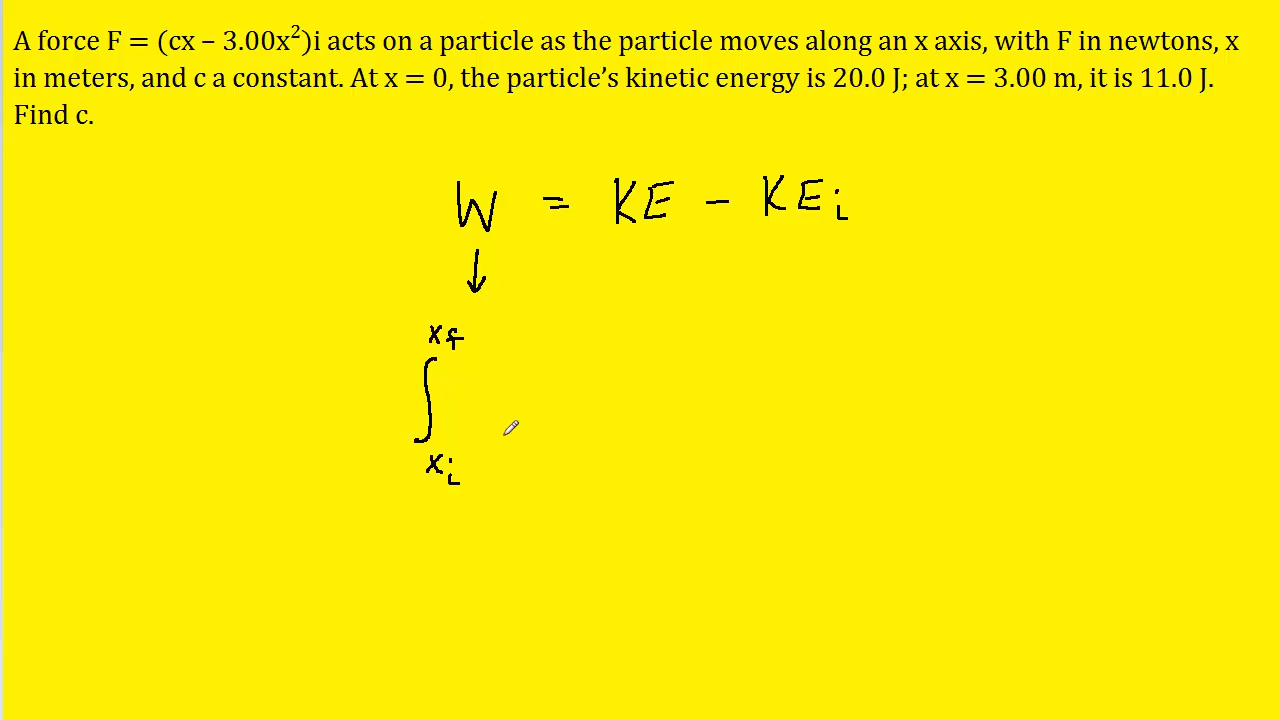 A force F = (cx – 3.00x²)i acts on a particle as the particle moves along an x axis, with F in newtons, x
in meters, and c a constant. At x = 0, the particle’s kinetic energy is 20.0 J; at x = 3.00 m, it is 11.0 J.
Find c.
W = KE - KEi
↓
xf
∫
xi